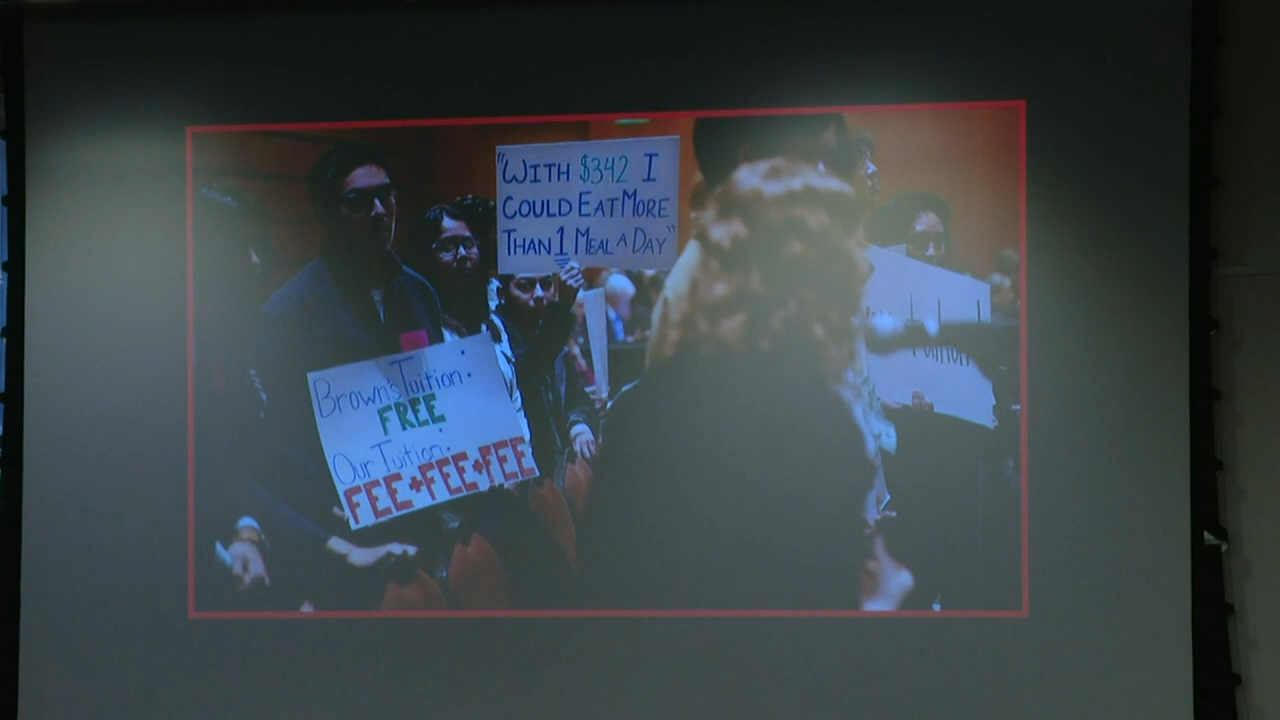 "WITH $342 I
COULD EAT MORE
THAN 1 MEAL A DAY"
Brown's Tuition:
FREE
Our Tuition:
FEE+FEE+FEE